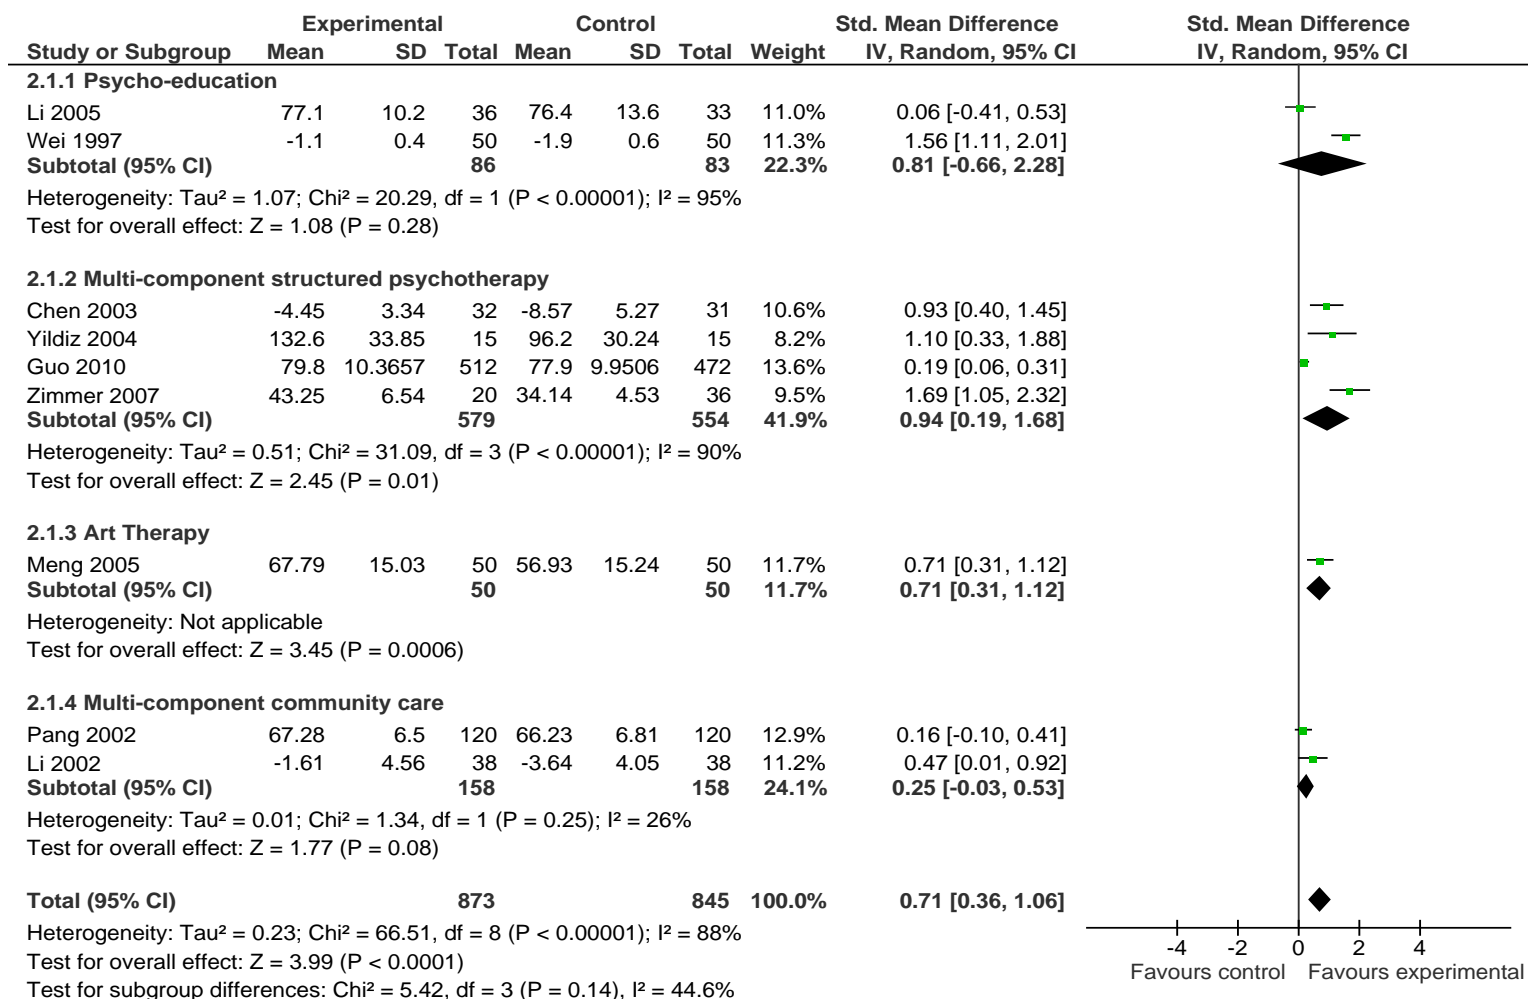 Experimental Control Std. Mean Difference Std. Mean Difference
Study or Subgroup Mean SD Total Mean SD Total Weight IV, Random, 95% CI IV, Random, 95% CI
2.1.1 Psycho-education
Li 2005 77.1 10.2 36 76.4 13.6 33 11.0% 0.06 [-0.41, 0.53]
Wei 1997 -1.1 0.4 50 -1.9 0.6 50 11.3% 1.56 [1.11, 2.01]
Subtotal (95% CI) 86 83 22.3% 0.81 [-0.66, 2.28]
Heterogeneity: Tau² = 1.07; Chi² = 20.29, df = 1 (P < 0.00001); I² = 95%
Test for overall effect: Z = 1.08 (P = 0.28)
2.1.2 Multi-component structured psychotherapy
Chen 2003 -4.45 3.34 32 -8.57 5.27 31 10.6% 0.93 [0.40, 1.45]
Yildiz 2004 132.6 33.85 15 96.2 30.24 15 8.2% 1.10 [0.33, 1.88]
Guo 2010 79.8 10.3657 512 77.9 9.9506 472 13.6% 0.19 [0.06, 0.31]
Zimmer 2007 43.25 6.54 20 34.14 4.53 36 9.5% 1.69 [1.05, 2.32]
Subtotal (95% CI) 579 554 41.9% 0.94 [0.19, 1.68]
Heterogeneity: Tau² = 0.51; Chi² = 31.09, df = 3 (P < 0.00001); I² = 90%
Test for overall effect: Z = 2.45 (P = 0.01)
2.1.3 Art Therapy
Meng 2005 67.79 15.03 50 56.93 15.24 50 11.7% 0.71 [0.31, 1.12]
Subtotal (95% CI) 50 50 11.7% 0.71 [0.31, 1.12]
Heterogeneity: Not applicable
Test for overall effect: Z = 3.45 (P = 0.0006)
2.1.4 Multi-component community care
Pang 2002 67.28 6.5 120 66.23 6.81 120 12.9% 0.16 [-0.10, 0.41]
Li 2002 -1.61 4.56 38 -3.64 4.05 38 11.2% 0.47 [0.01, 0.92]
Subtotal (95% CI) 158 158 24.1% 0.25 [-0.03, 0.53]
Heterogeneity: Tau² = 0.01; Chi² = 1.34, df = 1 (P = 0.25); I² = 26%
Test for overall effect: Z = 1.77 (P = 0.08)
Total (95% CI) 873 845 100.0% 0.71 [0.36, 1.06]
Heterogeneity: Tau² = 0.23; Chi² = 66.51, df = 8 (P < 0.00001); I² = 88%
Test for overall effect: Z = 3.99 (P < 0.0001)
Test for subgroup differences: Chi² = 5.42, df = 3 (P = 0.14), I² = 44.6%
-4 -2 0 2 4
Favours control Favours experimental